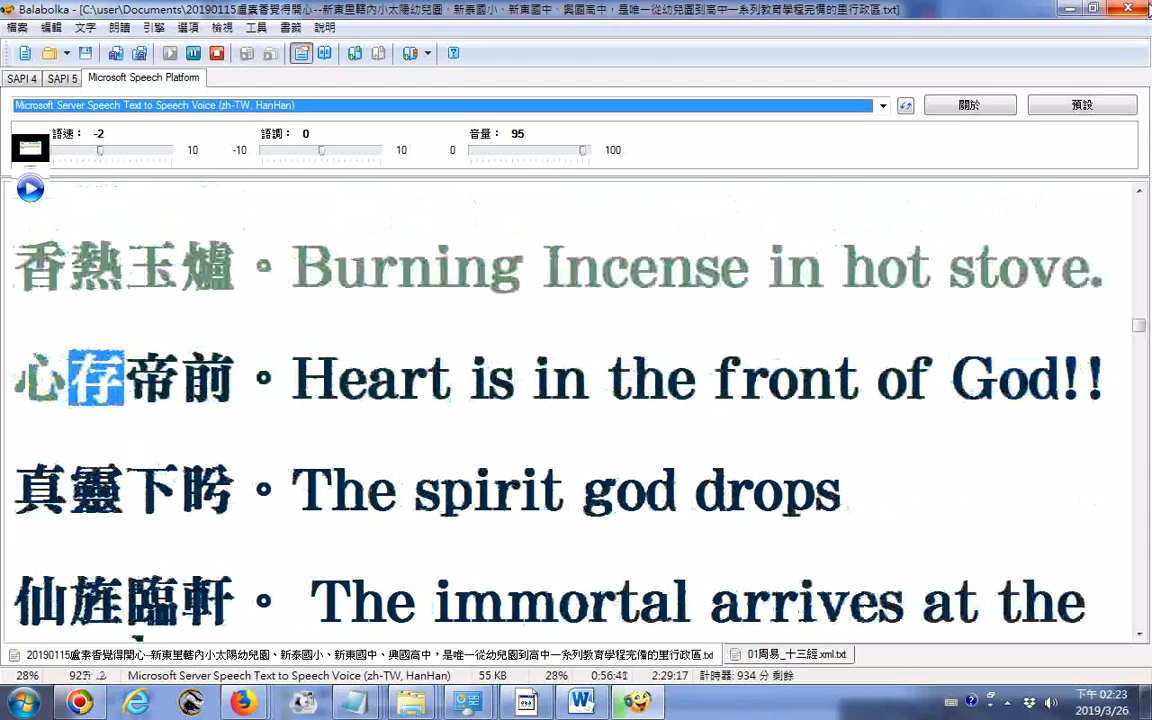 Balabolka - [C:\user\Documents\20190115盧素香覺得開心--新東里轄內小太陽幼兒園、新泰國小、新東國中、興國高中，是唯一從幼兒園到高中一系列教育學程完備的里行政區.txt]
檔案 編輯 文字 朗讀 引擎 選項 檢視 工具 書籤 說明
SAPI 4 SAPI 5 Microsoft Speech Platform
Microsoft Server Speech Text to Speech Voice (zh-TW, HanHan)
關於 預設
語速： -2 語調： 0 音量： 95
10 -10 10 0 100
香熱玉爐。Burning Incense in hot stove.
心存帝前。Heart is in the front of God!!
真靈下盻。The spirit god drops
仙旌臨軒。 The immortal arrives at the
20190115盧素香覺得開心--新東里轄內小太陽幼兒園、新泰國小、新東國中、興國高中，是唯一從幼兒園到高中一系列教育學程完備的里行政區.txt 01周易_十三經.xml.txt
28% Microsoft Server Speech Text to Speech Voice (zh-TW, HanHan) 55 KB 28% 0:56:41 2:29:17 計時器: 934 分 剩餘
下午 02:23
2019/3/26